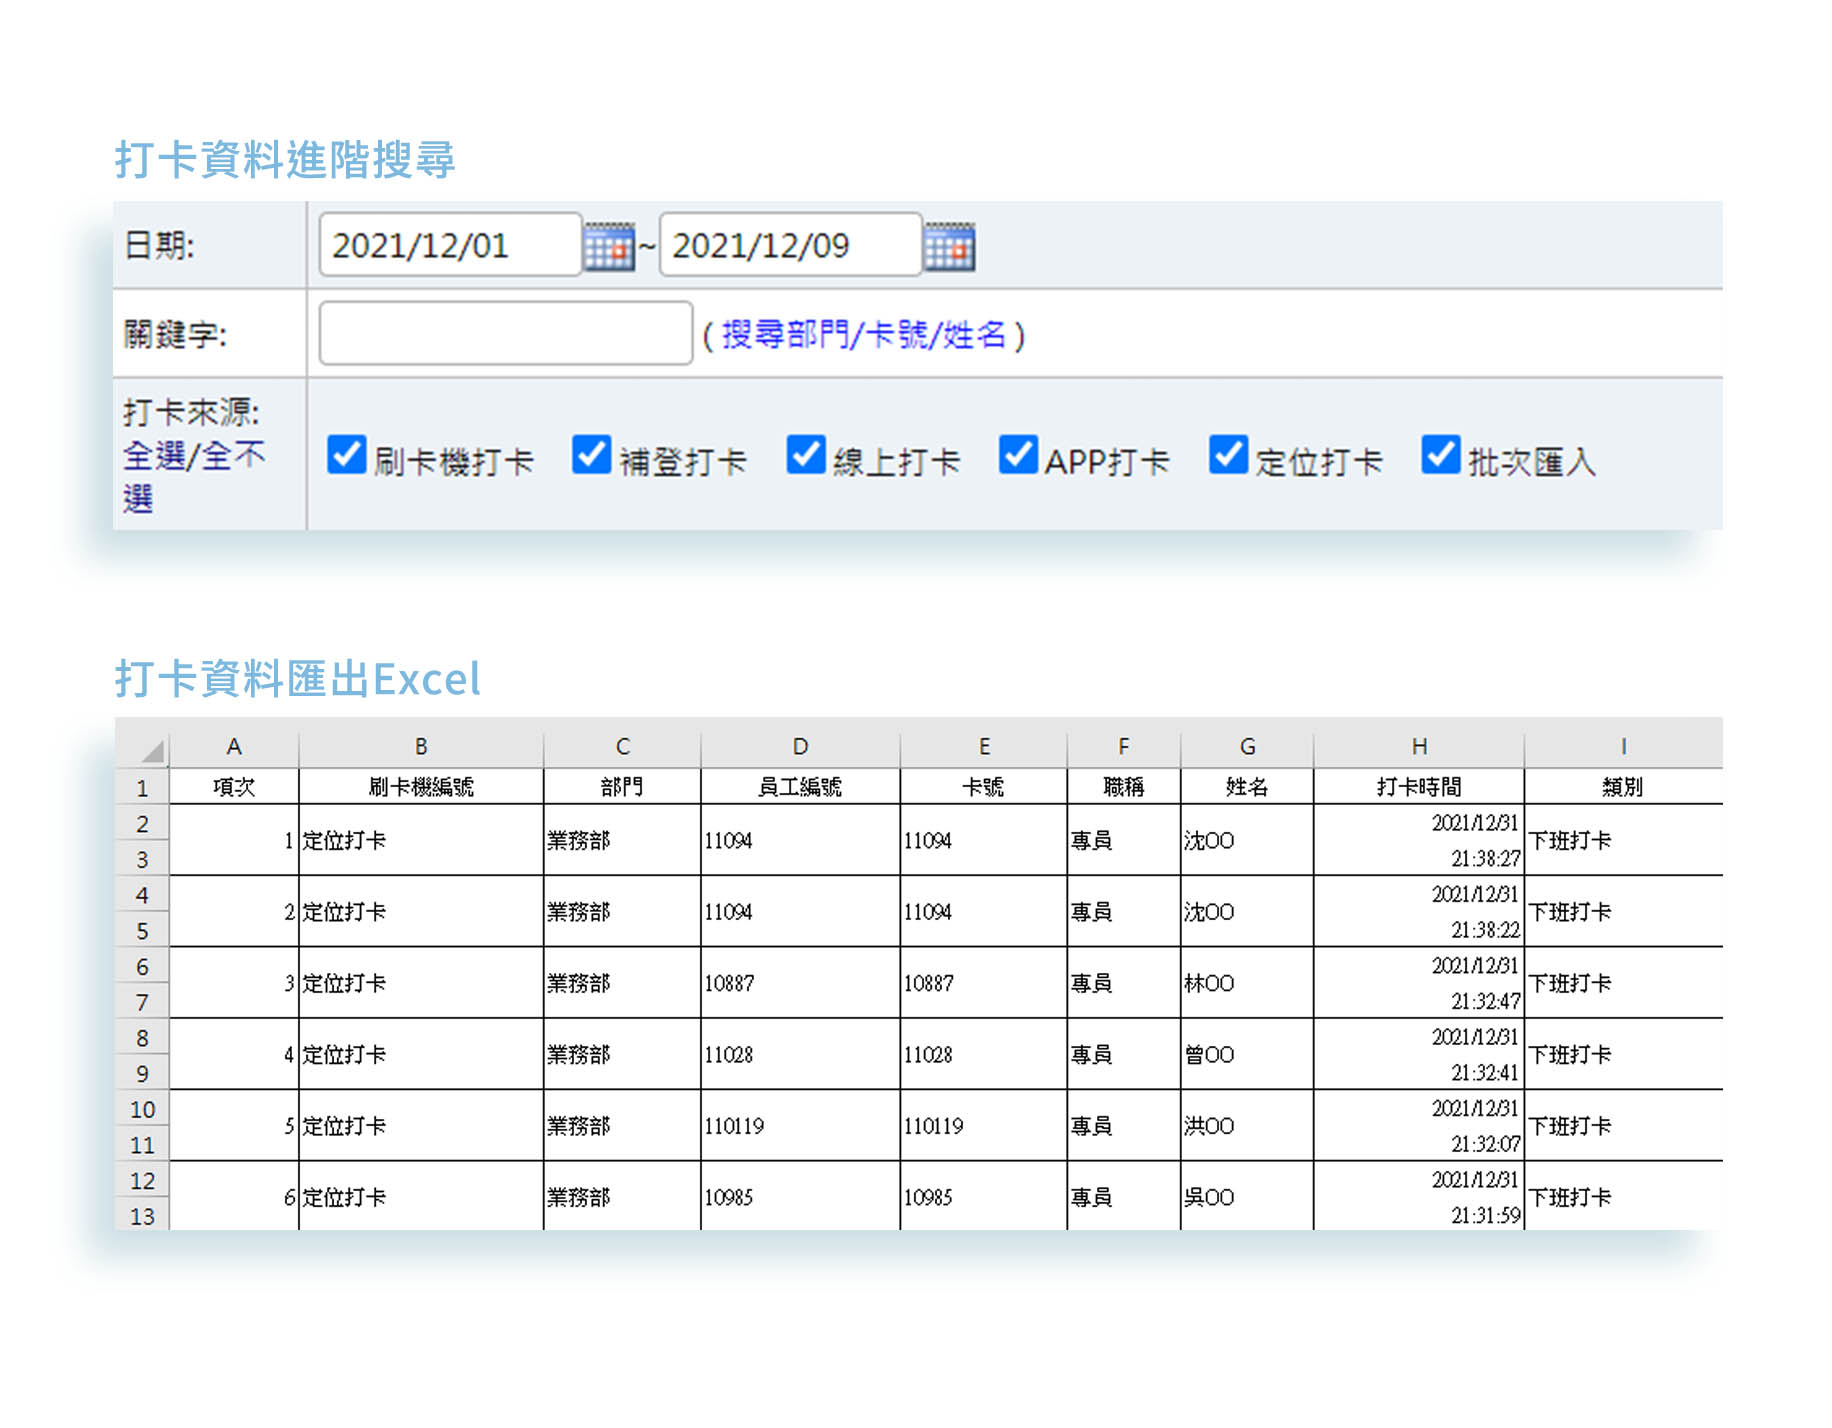 打卡資料進階搜尋
日期: 2021/12/01 ~ 2021/12/09
關鍵字: ( 搜尋部門/卡號/姓名 )
打卡來源:
全選/全不
選
刷卡機打卡 補登打卡 線上打卡 APP打卡 定位打卡 批次匯入
打卡資料匯出Excel
A B C D E F G H I
1 項次 刷卡機編號 部門 員工編號 卡號 職稱 姓名 打卡時間 類別
2 2021/12/31
1 定位打卡 業務部 11094 11094 專員 沈OO 下班打卡
3 21:38:27
4 2021/12/31
2 定位打卡 業務部 11094 11094 專員 沈OO 下班打卡
5 21:38:22
6 2021/12/31
3 定位打卡 業務部 10887 10887 專員 林OO 下班打卡
7 21:32:47
8 2021/12/31
4 定位打卡 業務部 11028 11028 專員 曾OO 下班打卡
9 21:32:41
10 2021/12/31
5 定位打卡 業務部 110119 110119 專員 洪OO 下班打卡
11 21:32:07
12 2021/12/31
6 定位打卡 業務部 10985 10985 專員 吳OO 下班打卡
13 21:31:59